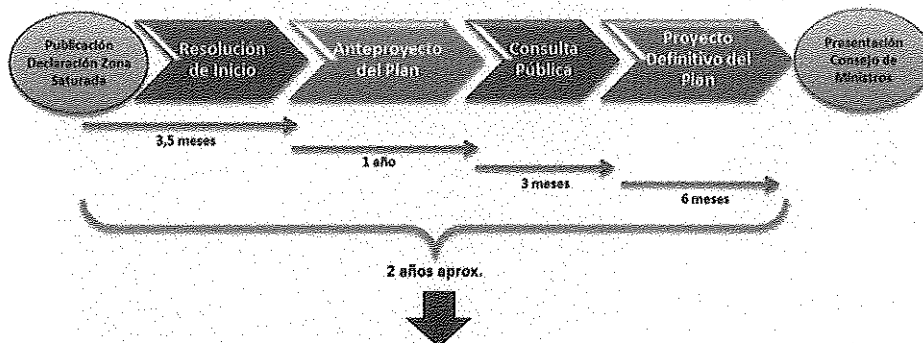 Publicación
Declaración Zona
Saturada
Resolución
de Inicio
Anteproyecto
del Plan
Consulta
Pública
Proyecto
Definitivo del
Plan
Presentación
Consejo de
Ministros
3,5 meses
1 año
3 meses
6 meses
2 años aprox.